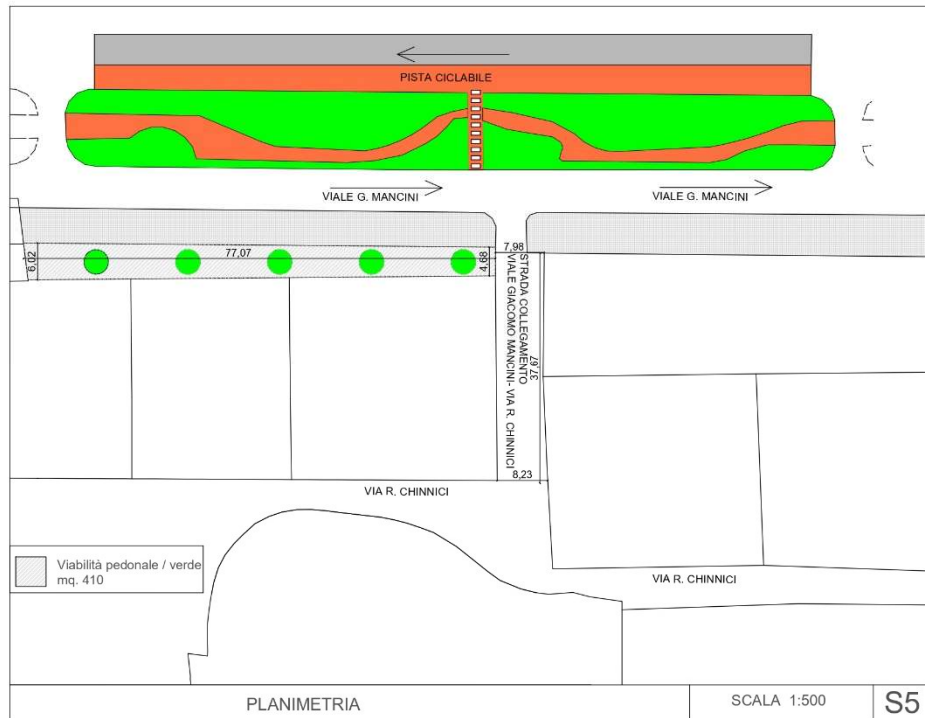 PISTA CICLABILE
VIALE G. MANCINI
VIALE G. MANCINI
6,02
77,07
4,68
7,98
STRADA COLLEGAMENTO
VIALE GIACOMO MANCINI- VIA R. CHINNICI
37,67
8,23
VIA R. CHINNICI
VIA R. CHINNICI
Viabilità pedonale / verde
mq. 410
PLANIMETRIA
SCALA 1:500
S5